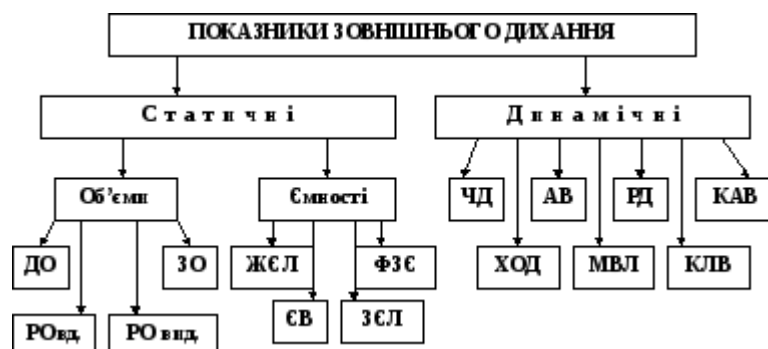 ПОКАЗНИКИ ЗОВНІШНЬОГО ДИХАННЯ
Статичні
Динамічні
Об’єми
Ємності
ЧД
АВ
РД
КАВ
ДО
ЗО
ЖЄЛ
ФЗЄ
ХОД
МВЛ
КЛВ
РОвд.
РО вид.
ЄВ
ЗЄЛ